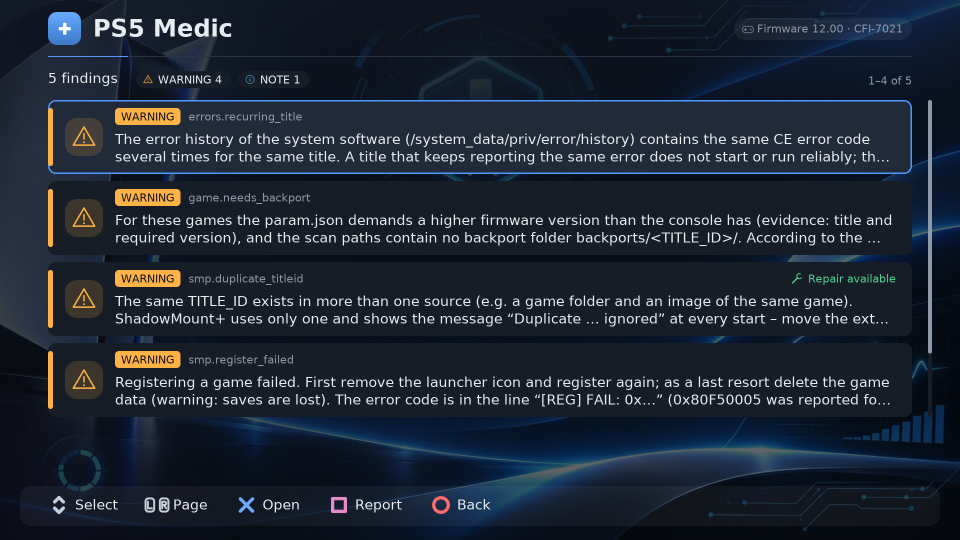 PS5 Medic
Firmware 12.00 · CFI-7021
5 findings
WARNING 4
NOTE 1
1–4 of 5
WARNING errors.recurring_title
The error history of the system software (/system_data/priv/error/history) contains the same CE error code
several times for the same title. A title that keeps reporting the same error does not start or run reliably; th…
WARNING game.needs_backport
For these games the param.json demands a higher firmware version than the console has (evidence: title and
required version), and the scan paths contain no backport folder backports/<TITLE_ID>/. According to the …
WARNING smp.duplicate_titleid
Repair available
The same TITLE_ID exists in more than one source (e.g. a game folder and an image of the same game).
ShadowMount+ uses only one and shows the message “Duplicate … ignored” at every start – move the ext…
WARNING smp.register_failed
Registering a game failed. First remove the launcher icon and register again; as a last resort delete the game
data (warning: saves are lost). The error code is in the line “[REG] FAIL: 0x…” (0x80F50005 was reported fo…
Select
L R Page
Open
Report
Back